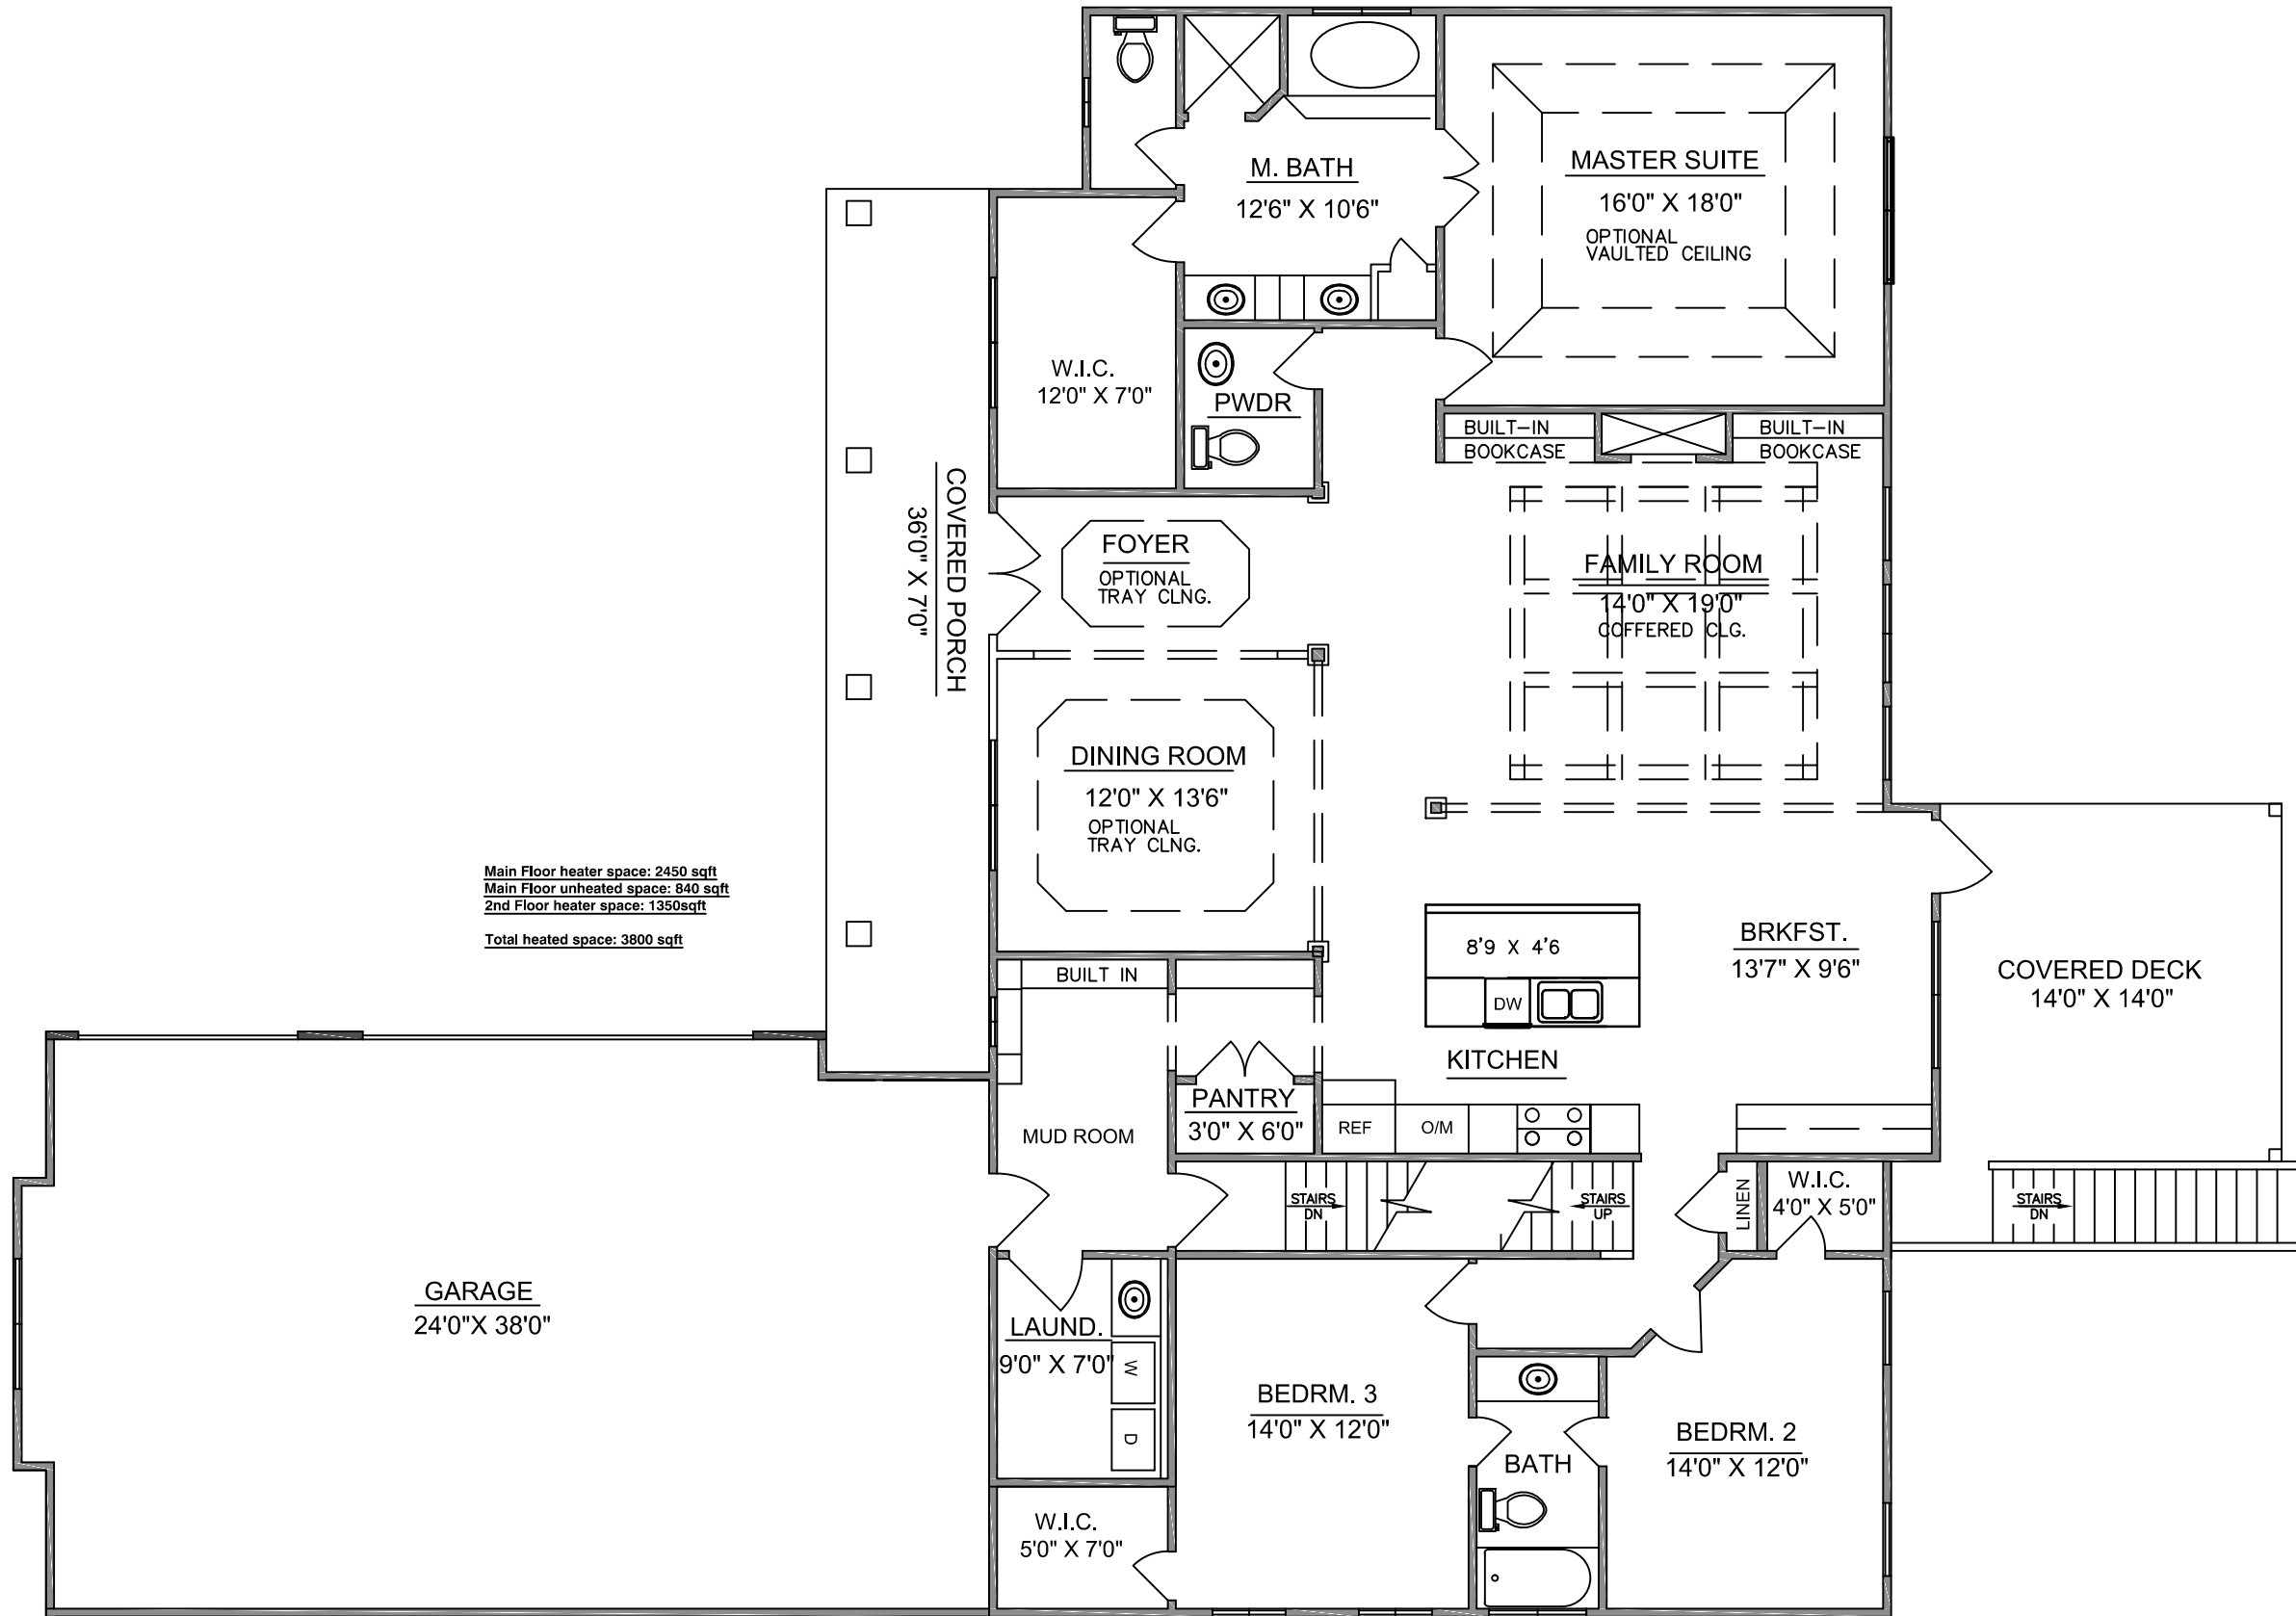 M. BATH
12'6" X 10'6"
MASTER SUITE
16'0" X 18'0"
OPTIONAL
VAULTED CEILING
W.I.C.
12'0" X 7'0"
PWDR
BUILT-IN
BOOKCASE
BUILT-IN
BOOKCASE
COVERED PORCH
36'0" X 7'0"
FOYER
OPTIONAL
TRAY CLNG.
FAMILY ROOM
14'0" X 19'0"
COFFERED CLG.
DINING ROOM
12'0" X 13'6"
OPTIONAL
TRAY CLNG.
Main Floor heater space: 2450 sqft
Main Floor unheated space: 840 sqft
2nd Floor heater space: 1350sqft
Total heated space: 3800 sqft
8'9 X 4'6
DW
BRKFST.
13'7" X 9'6"
COVERED DECK
14'0" X 14'0"
BUILT IN
KITCHEN
MUD ROOM
PANTRY
3'0" X 6'0"
REF
O/M
STAIRS
DN
STAIRS
UP
LINEN
W.I.C.
4'0" X 5'0"
STAIRS
DN
GARAGE
24'0"X 38'0"
LAUND.
9'0" X 7'0"
W
D
BEDRM. 3
14'0" X 12'0"
BATH
BEDRM. 2
14'0" X 12'0"
W.I.C.
5'0" X 7'0"